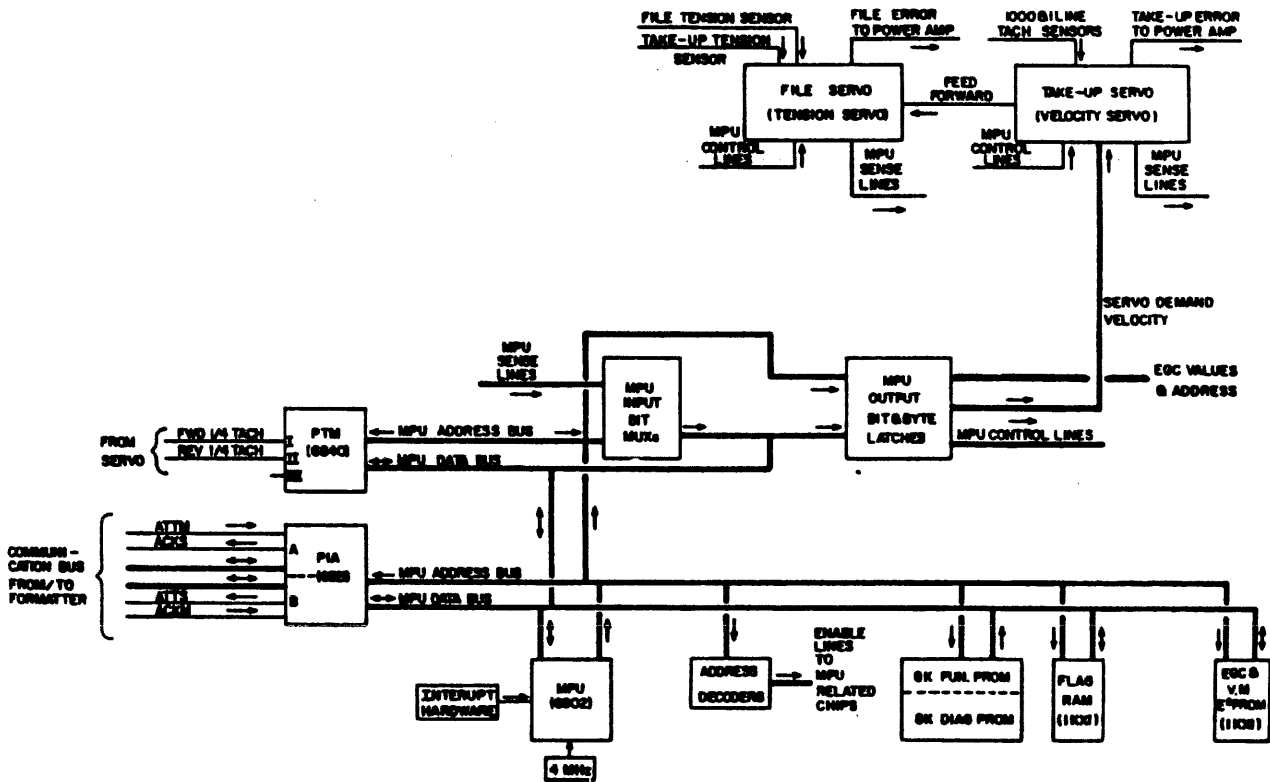 FILE TENSION SENSOR
TAKE-UP TENSION
SENSOR
FILE ERROR
TO POWER AMP
TACH SENSORS
TAKE-UP ERROR
TO POWER AMP
FILE SERVO
(TENSION SERVO)
FEED
FORWARD
TAKE-UP SERVO
(VELOCITY SERVO)
MPU
CONTROL
LINES
MPU
SENSE
LINES
MPU
CONTROL
LINES
MPU
SENSE
LINES
SERVO DEMAND
VELOCITY
MPU
SENSE
LINES
MPU
INPUT
BIT
MUXs
MPU
OUTPUT
BIT & BYTE
LATCHES
EGC VALUES
& ADDRESS
MPU CONTROL LINES
FROM
SERVO
FWD 1/4 TACH
REV 1/4 TACH
I
II
III
PTM
(6840)
MPU ADDRESS BUS
MPU DATA BUS
COMMUNI-
CATION BUS
FROM/TO
FORMATTER
ATTM
ACKS
ATTS
ACKM
A
B
PIA
MPU ADDRESS BUS
MPU DATA BUS
INTERUPT
HARDWARE
MPU
(6802)
4 MHz
ADDRESS
DECODERS
ENABLE
LINES
TO
MPU
RELATED
CHIPS
8K FUN. PROM
8K DIAG PROM
FLAG
RAM
EGC &
V.M
E²PROM